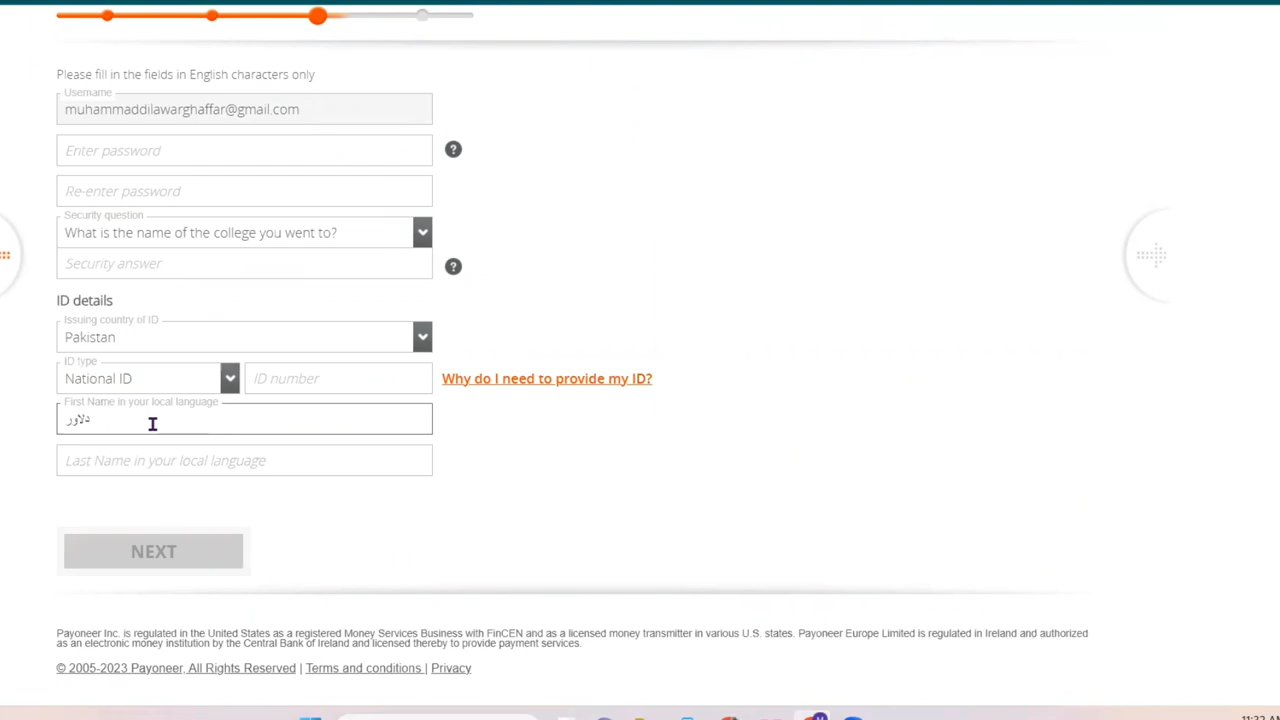 Please fill in the fields in English characters only
Username
muhammaddilawarghaffar@gmail.com
Enter password
?
Re-enter password
Security question
What is the name of the college you went to?
Security answer
?
ID details
Issuing country of ID
Pakistan
ID type
National ID
ID number
Why do I need to provide my ID?
First Name in your local language
دلاور
Last Name in your local language
NEXT
Payoneer Inc. is regulated in the United States as a registered Money Services Business with FinCEN and as a licensed money transmitter in various U.S. states. Payoneer Europe Limited is regulated in Ireland and authorized
as an electronic money institution by the Central Bank of Ireland and licensed thereby to provide payment services.
© 2005-2023 Payoneer, All Rights Reserved | Terms and conditions | Privacy